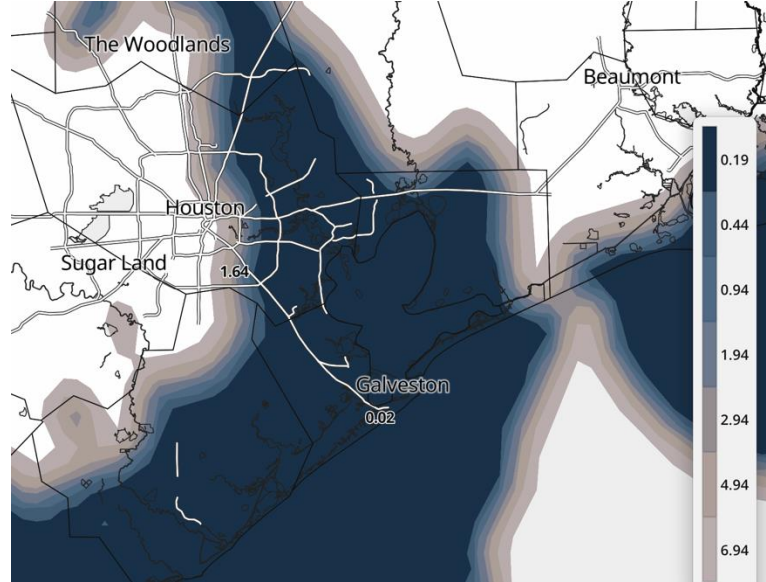 The Woodlands
Beaumont
0.19
Houston
0.44
Sugar Land
1.64
0.94
1.94
Galveston
0.02
2.94
4.94
6.94